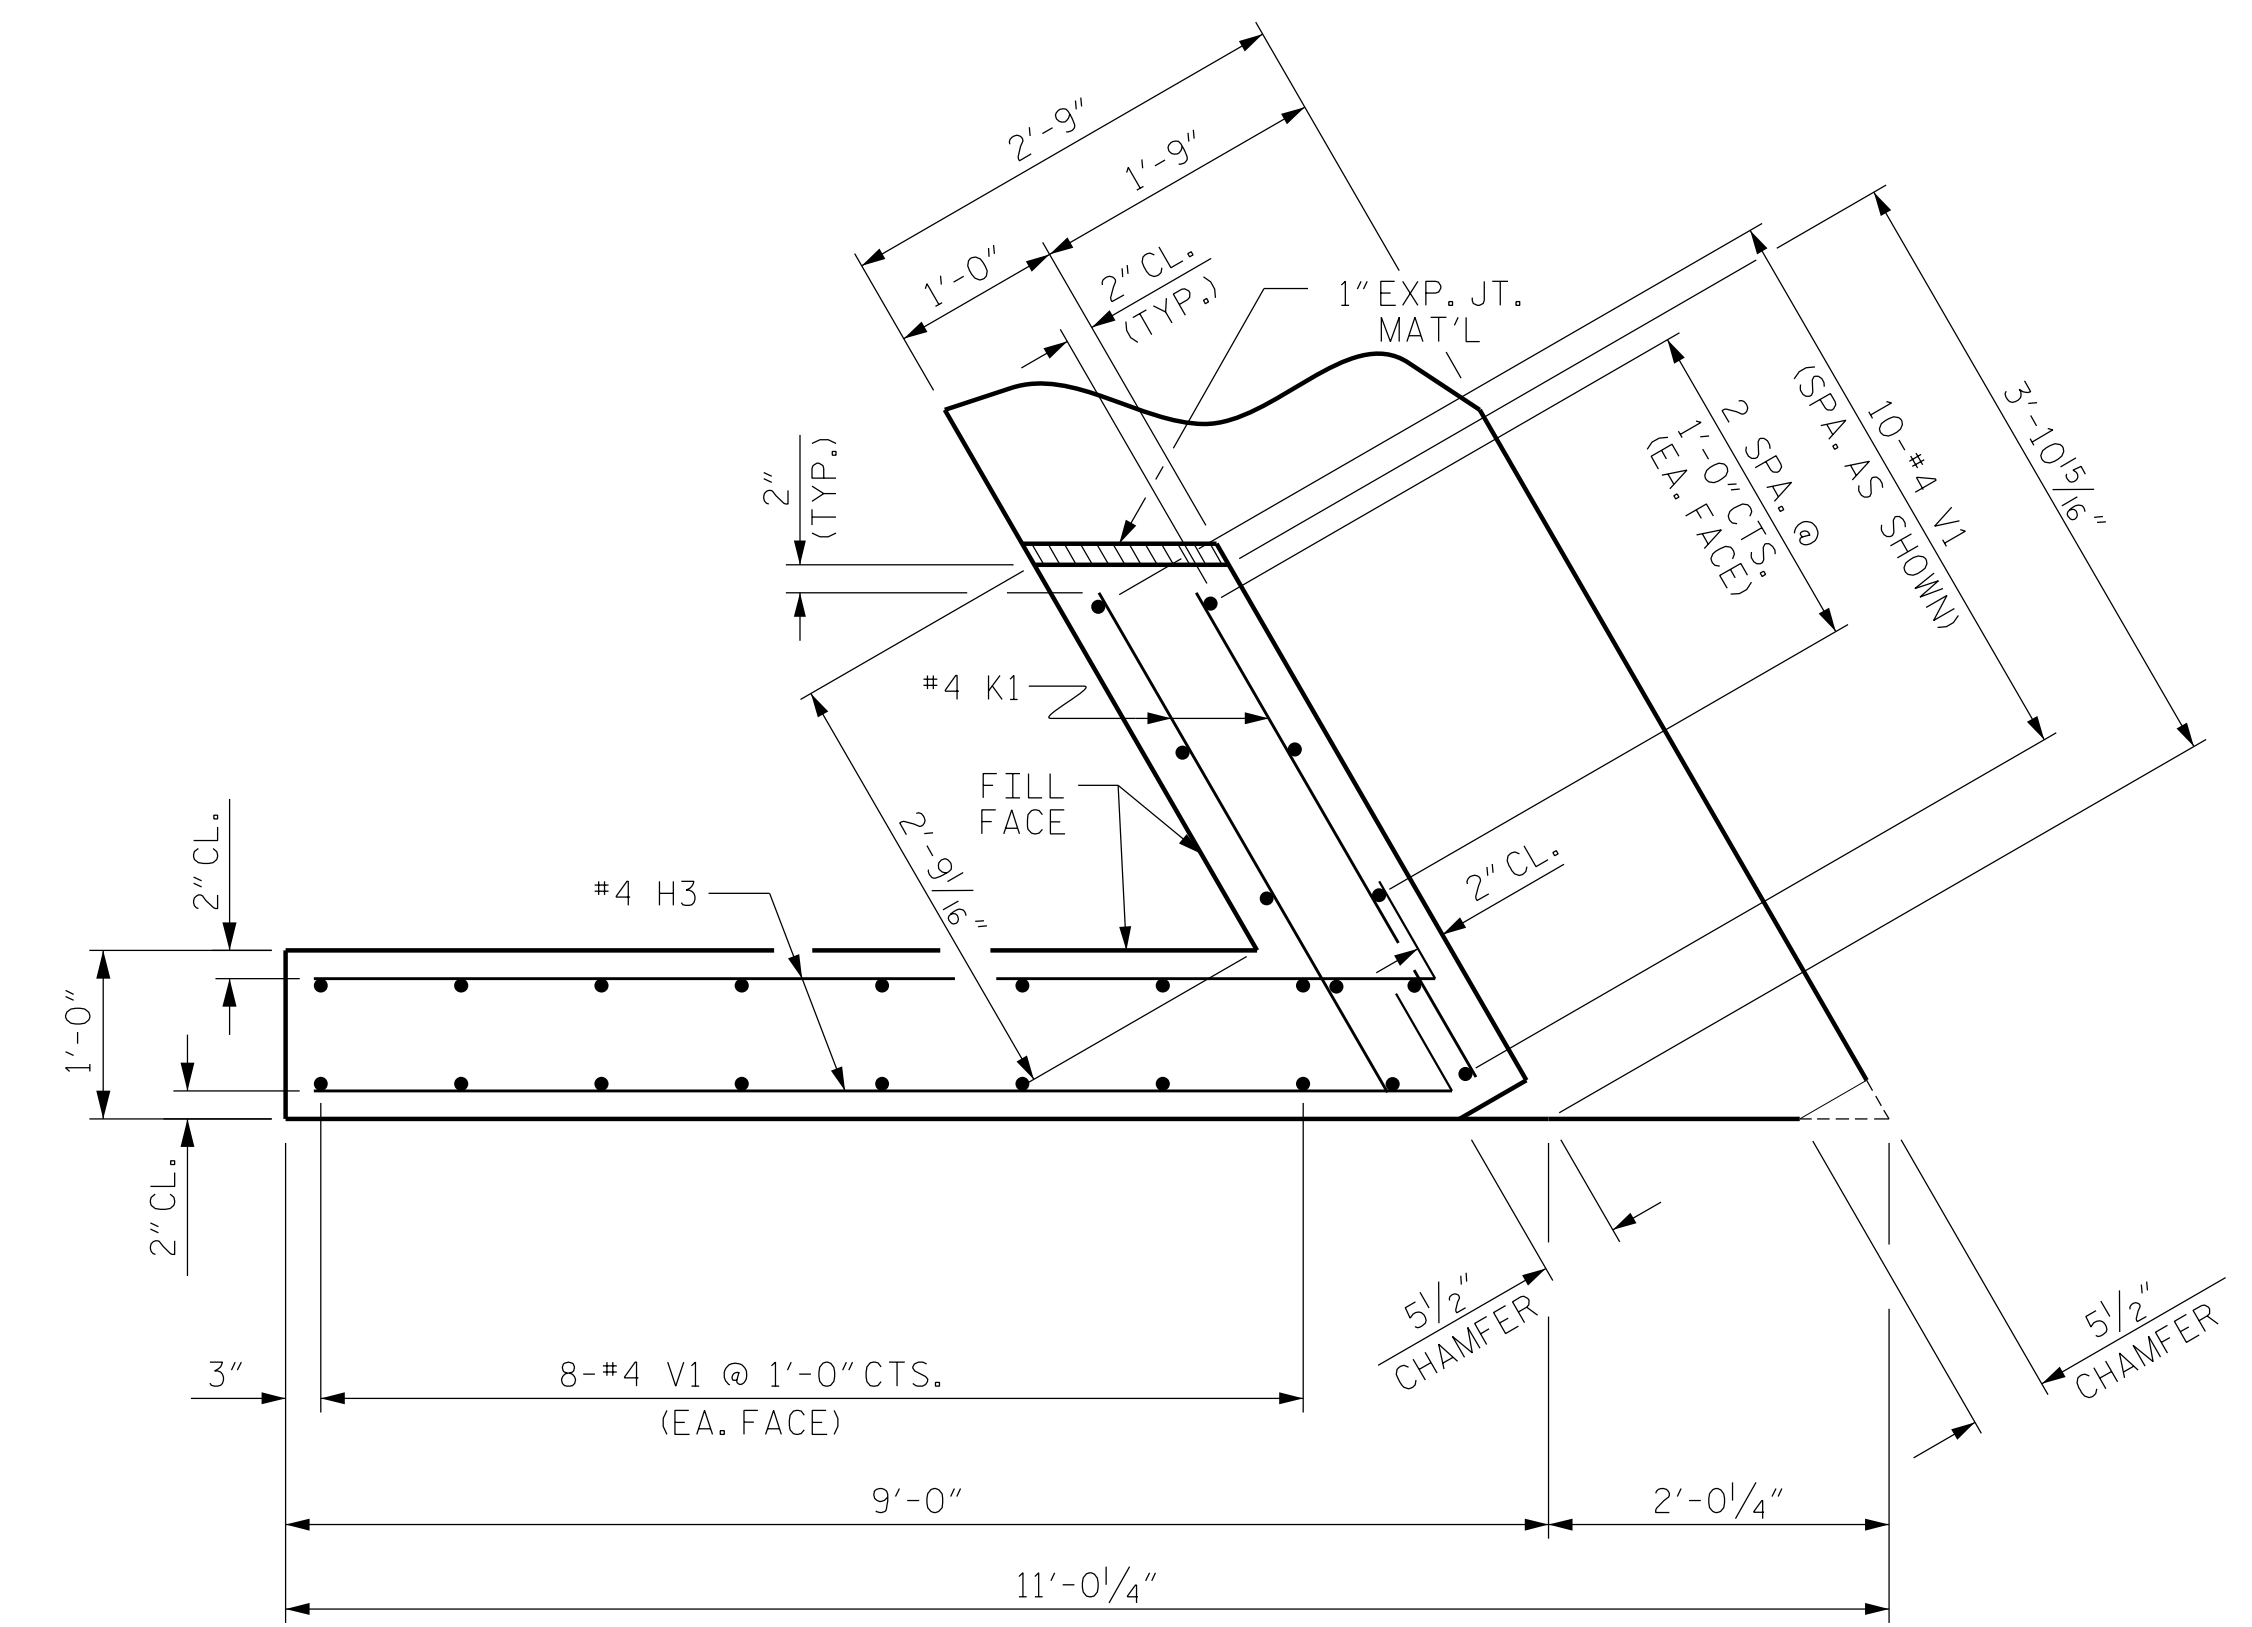 2'-9"
1'-9"
1'-0"
2" CL.
(TYP.)
1" EXP. JT.
MAT'L
2"
(TYP.)
3'-10 15/16"
10-#4 V1
(SPA. AS SHOWN)
2 SPA. @
1'-0" CTS.
(EA. FACE)
#4 K1
FILL
FACE
2'-9 1/16"
2" CL.
#4 H3
2" CL.
1'-0"
2" CL.
5 1/2"
CHAMFER
5 1/2"
CHAMFER
3"
8-#4 V1 @ 1'-0" CTS.
(EA. FACE)
9'-0"
2'-0 1/4"
11'-0 1/4"